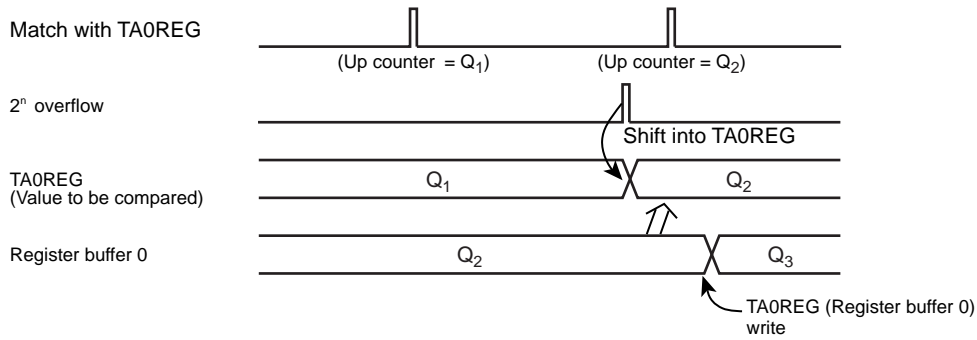 Match with TA0REG
(Up counter = Q₁)
(Up counter = Q₂)
2ⁿ overflow
Shift into TA0REG
TA0REG
(Value to be compared)
Q₁
Q₂
Register buffer 0
Q₂
Q₃
TA0REG (Register buffer 0)
write